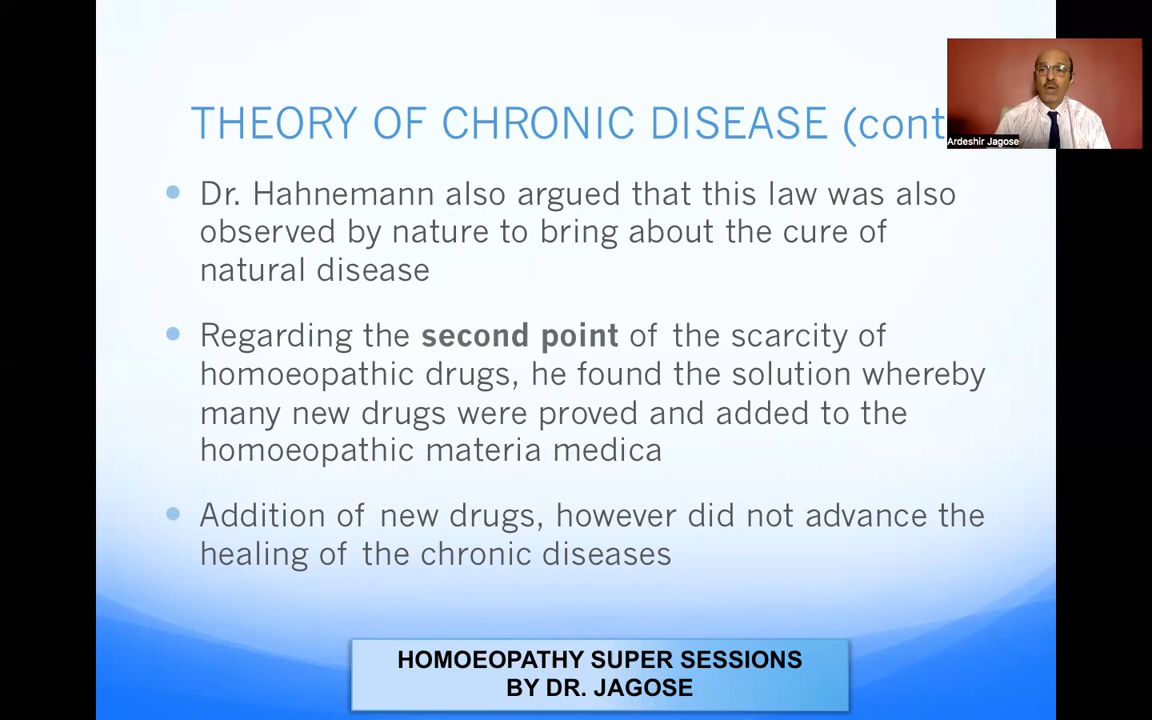 THEORY OF CHRONIC DISEASE (cont
Ardeshir Jagose
Dr. Hahnemann also argued that this law was also
observed by nature to bring about the cure of
natural disease
Regarding the second point of the scarcity of
homoeopathic drugs, he found the solution whereby
many new drugs were proved and added to the
homoeopathic materia medica
Addition of new drugs, however did not advance the
healing of the chronic diseases
HOMOEOPATHY SUPER SESSIONS
BY DR. JAGOSE